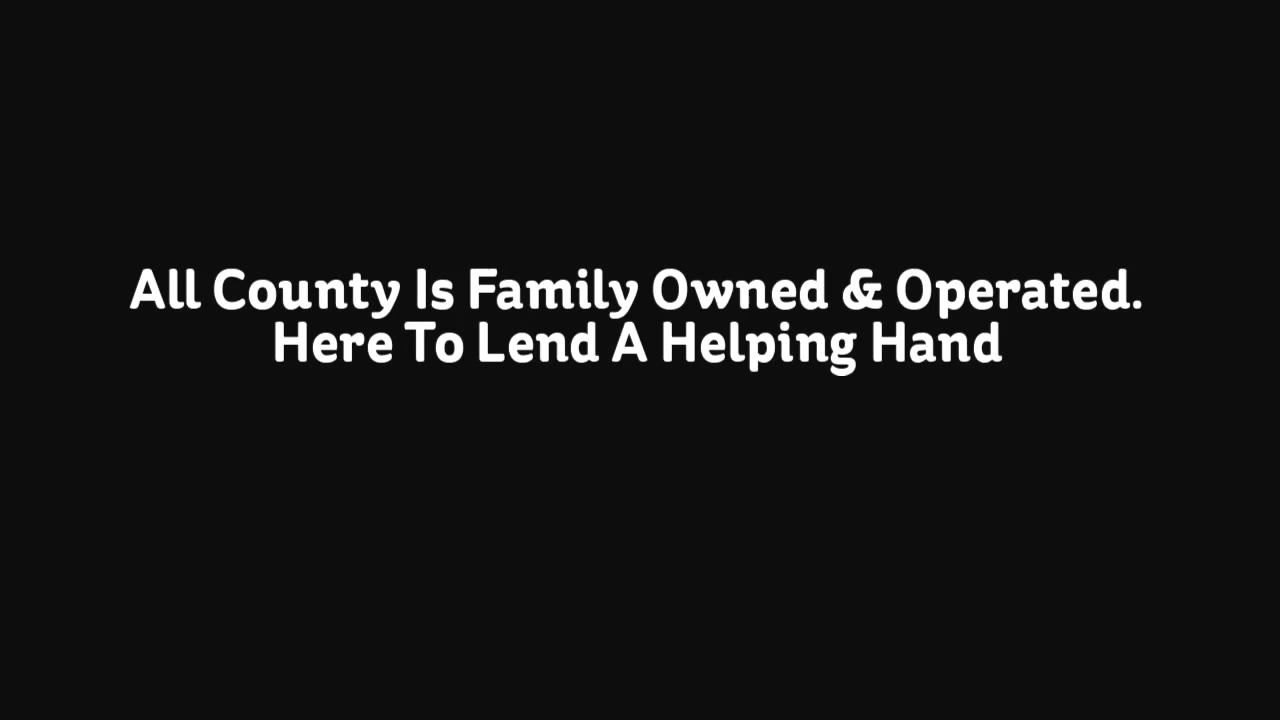 All County Is Family Owned & Operated.
Here To Lend A Helping Hand